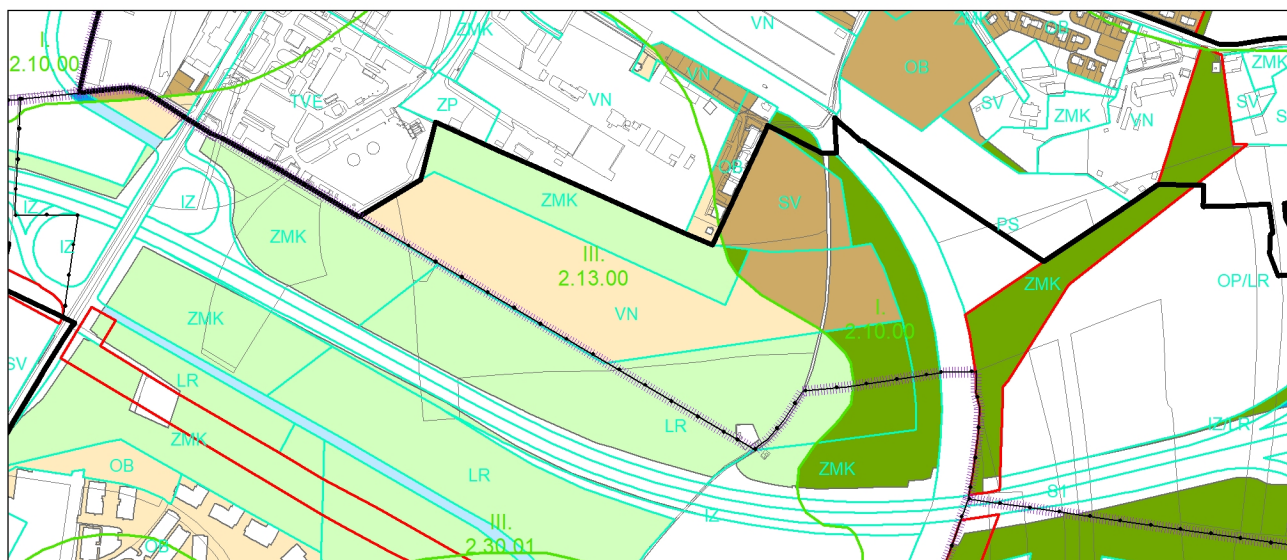 I.
2.10.00
TVE
ZMK
ZP
VN
VN
VN
OB
ZMK
OB
SV
ZMK
VN
ZMK
SV
S
OB
IZ
IZ
IZ
ZMK
ZMK
SV
PS
ZMK
OP/LR
III.
2.13.00
VN
I.
2.10.00
ZMK
LR
LR
ZMK
LR
ZMK
IZ/LR
S1
IZ
OB
OB
III.
2.30.01
SV